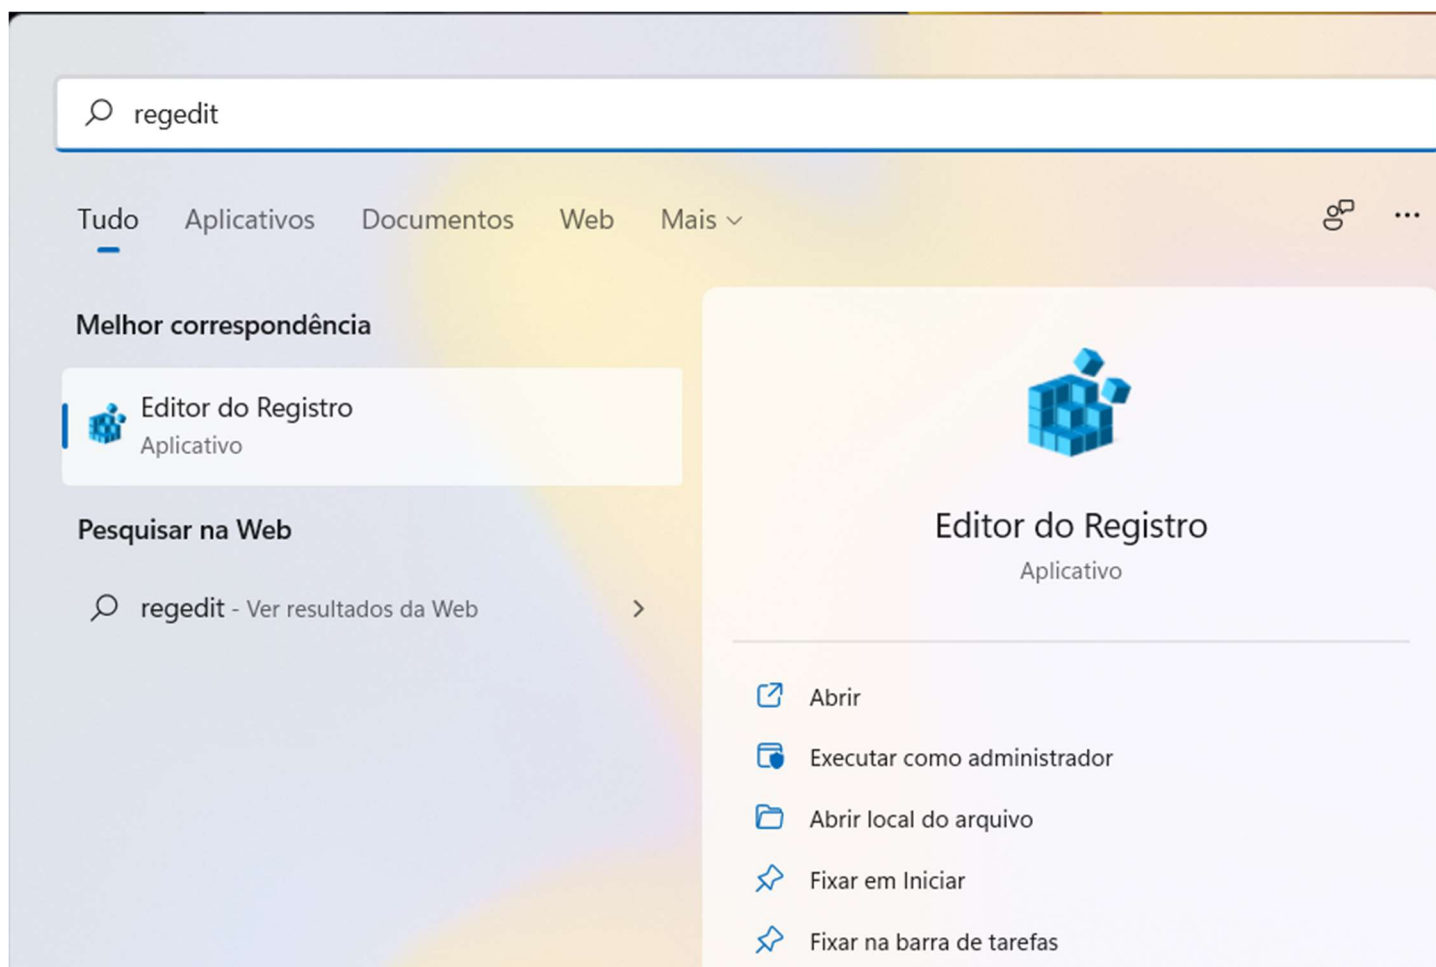 regedit
Tudo Aplicativos Documentos Web Mais
Melhor correspondência
Editor do Registro
Aplicativo
Pesquisar na Web
regedit - Ver resultados da Web
Editor do Registro
Aplicativo
Abrir
Executar como administrador
Abrir local do arquivo
Fixar em Iniciar
Fixar na barra de tarefas